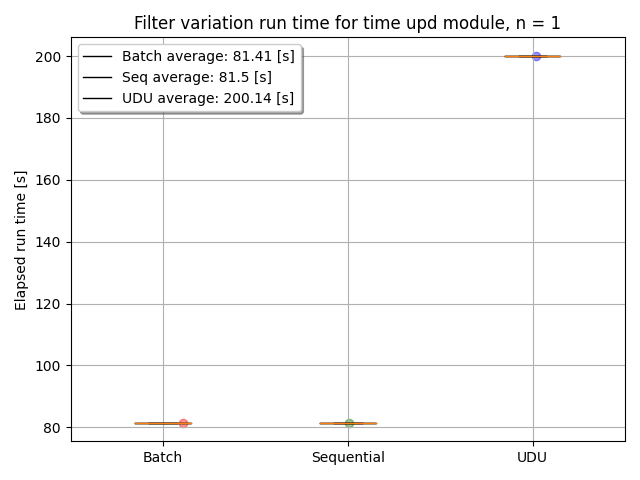 Filter variation run time for time upd module, n = 1
Batch average: 81.41 [s]
Seq average: 81.5 [s]
UDU average: 200.14 [s]
Elapsed run time [s]
200
180
160
140
120
100
80
Batch
Sequential
UDU